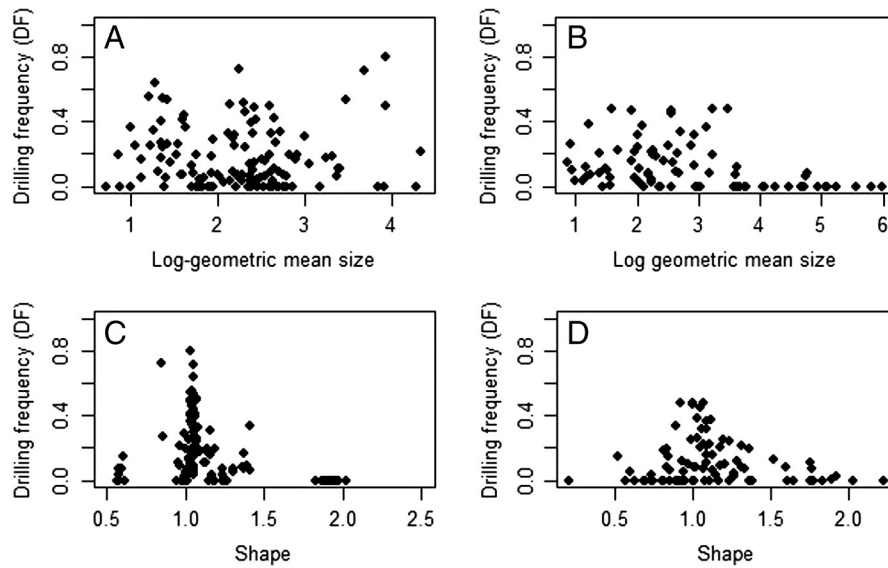 A
Drilling frequency (DF)
0.0 0.4 0.8
1 2 3 4
Log-geometric mean size
B
Drilling frequency (DF)
0.0 0.4 0.8
1 2 3 4 5 6
Log geometric mean size
C
Drilling frequency (DF)
0.0 0.4 0.8
0.5 1.0 1.5 2.0 2.5
Shape
D
Drilling frequency (DF)
0.0 0.4 0.8
0.5 1.0 1.5 2.0
Shape